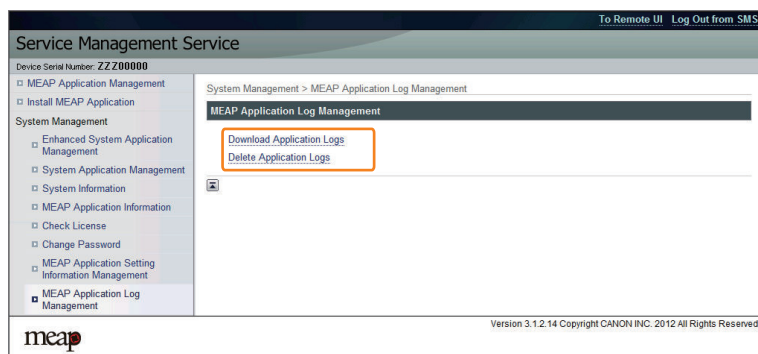 To Remote UI Log Out from SMS
Service Management Service
Device Serial Number: ZZZ00000
MEAP Application Management
Install MEAP Application
System Management
Enhanced System Application
Management
System Application Management
System Information
MEAP Application Information
Check License
Change Password
MEAP Application Setting
Information Management
MEAP Application Log
Management
System Management > MEAP Application Log Management
MEAP Application Log Management
Download Application Logs
Delete Application Logs
Version 3.1.2.14 Copyright CANON INC. 2012 All Rights Reserved
meap